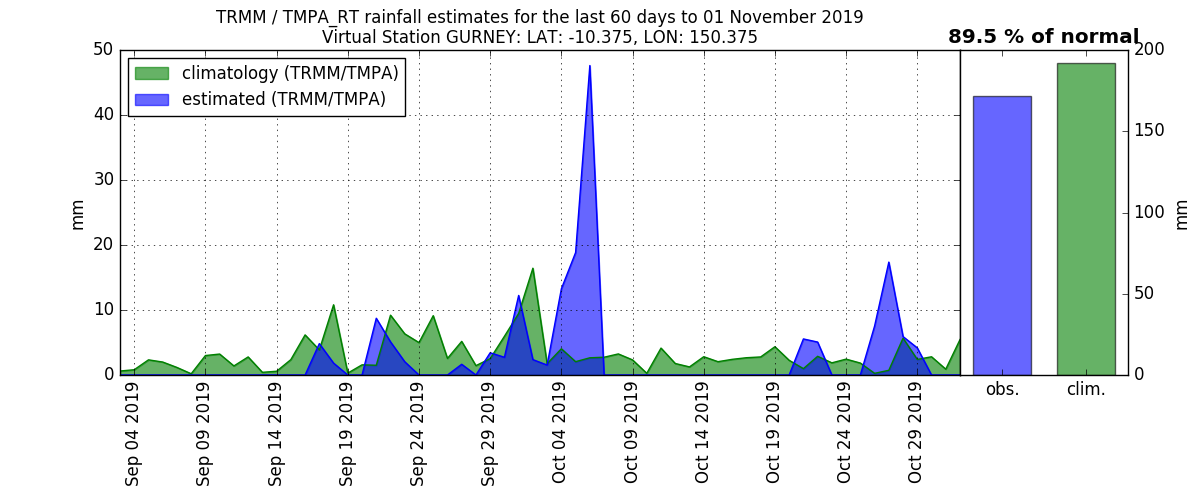 TRMM / TMPA_RT rainfall estimates for the last 60 days to 01 November 2019
Virtual Station GURNEY: LAT: -10.375, LON: 150.375
89.5 % of normal
climatology (TRMM/TMPA)
estimated (TRMM/TMPA)
50
40
30
20
10
0
mm
200
150
100
50
0
mm
Sep 04 2019
Sep 09 2019
Sep 14 2019
Sep 19 2019
Sep 24 2019
Sep 29 2019
Oct 04 2019
Oct 09 2019
Oct 14 2019
Oct 19 2019
Oct 24 2019
Oct 29 2019
obs.
clim.